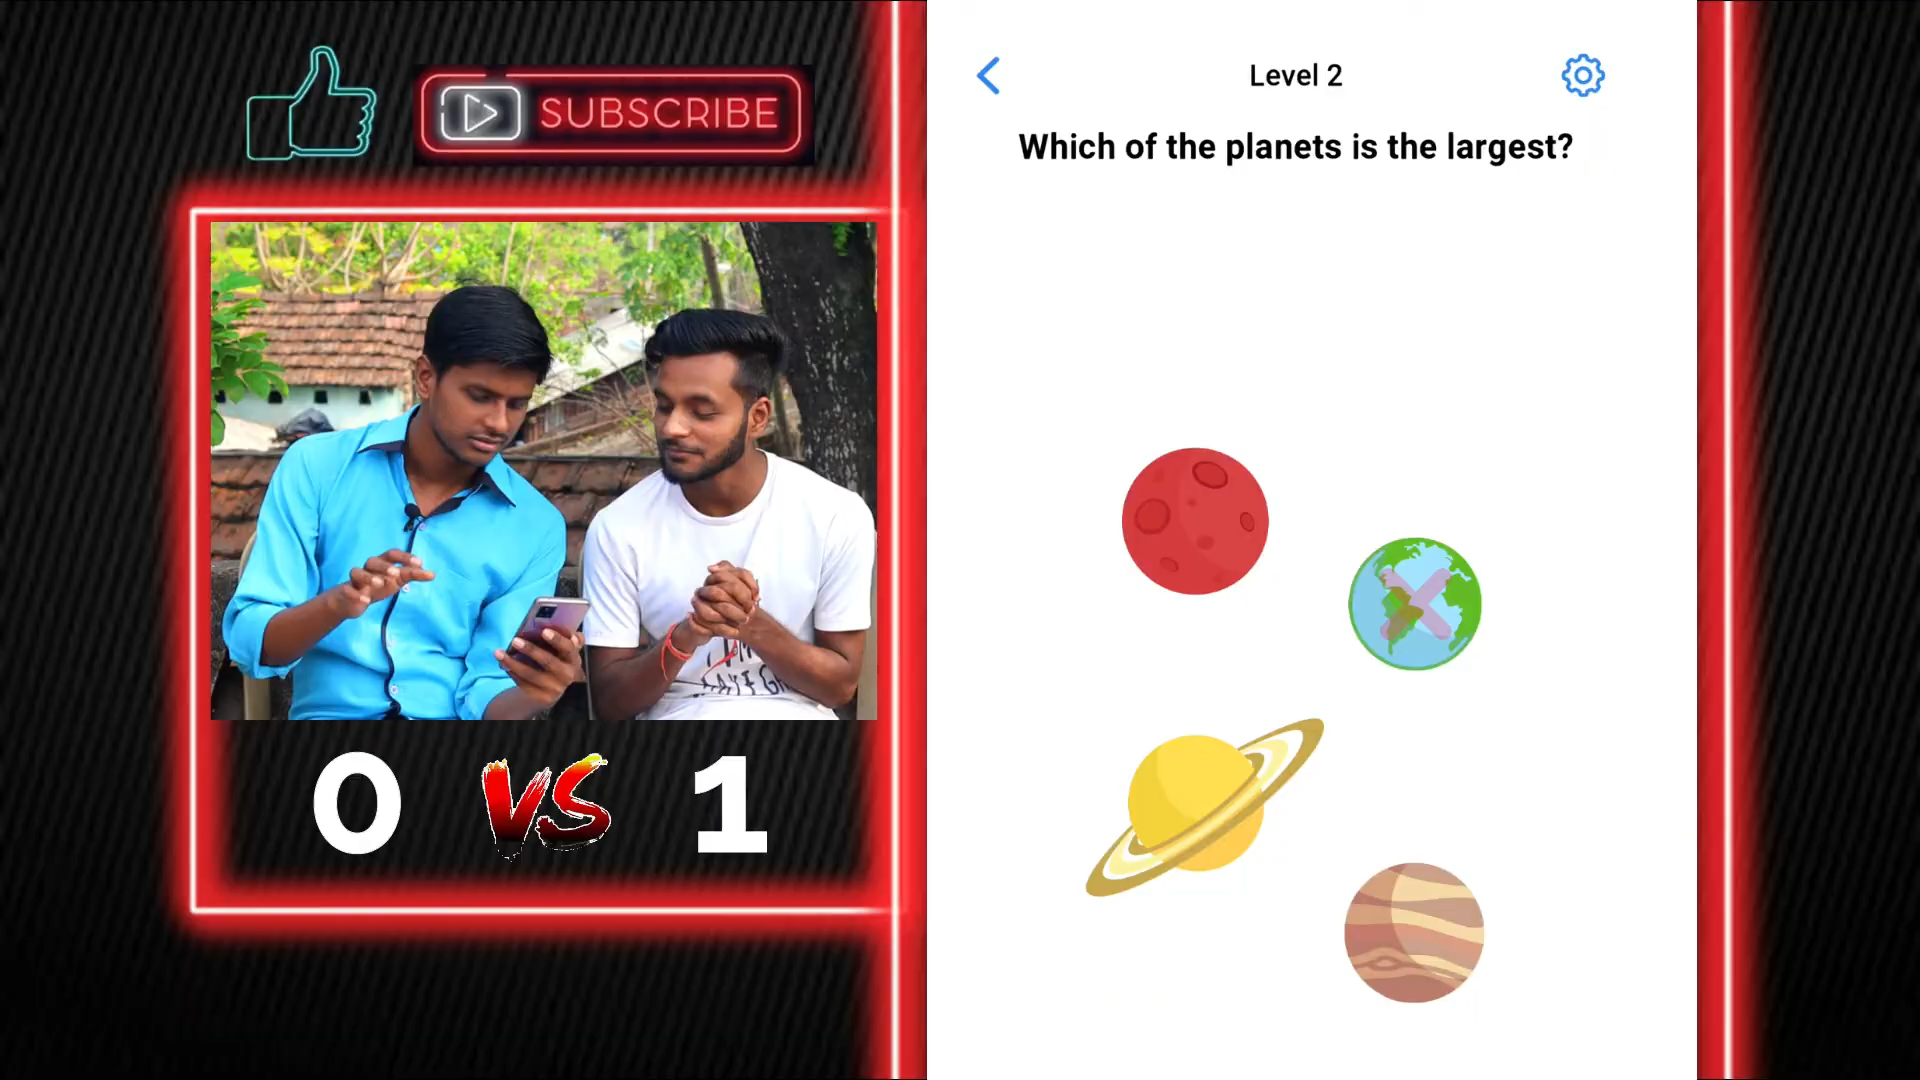 SUBSCRIBE
0 VS 1
Level 2
Which of the planets is the largest?